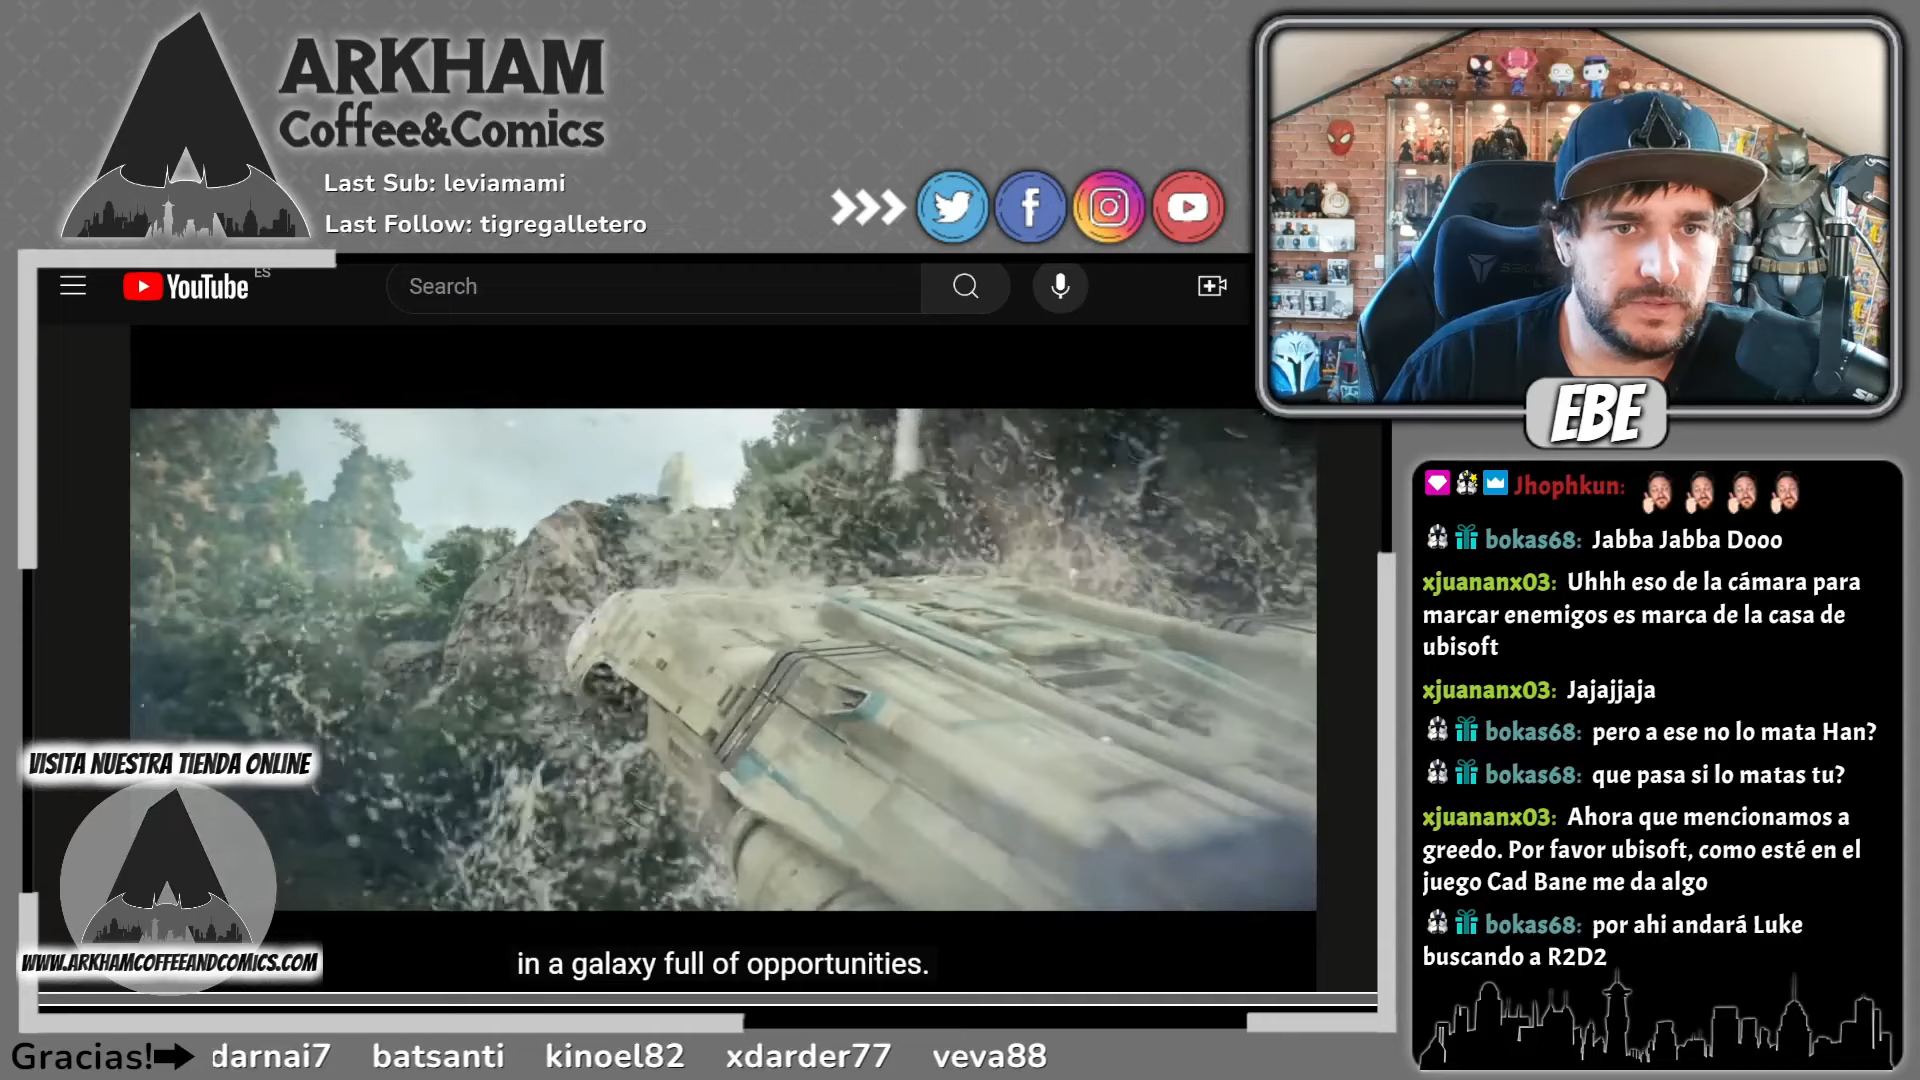 ARKHAM
Coffee&Comics
Last Sub: leviamami
Last Follow: tigregalletero
YouTube ES
Search
EBE
Jhophkun:
bokas68: Jabba Jabba Dooo
xjuananx03: Uhhh eso de la cámara para
marcar enemigos es marca de la casa de
ubisoft
xjuananx03: Jajajjaja
bokas68: pero a ese no lo mata Han?
bokas68: que pasa si lo matas tu?
xjuananx03: Ahora que mencionamos a
greedo. Por favor ubisoft, como esté en el
juego Cad Bane me da algo
bokas68: por ahi andará Luke
buscando a R2D2
VISITA NUESTRA TIENDA ONLINE
WWW.ARKHAMCOFFEEANDCOMICS.COM
in a galaxy full of opportunities.
Gracias! darnai7 batsanti kinoel82 xdarder77 veva88